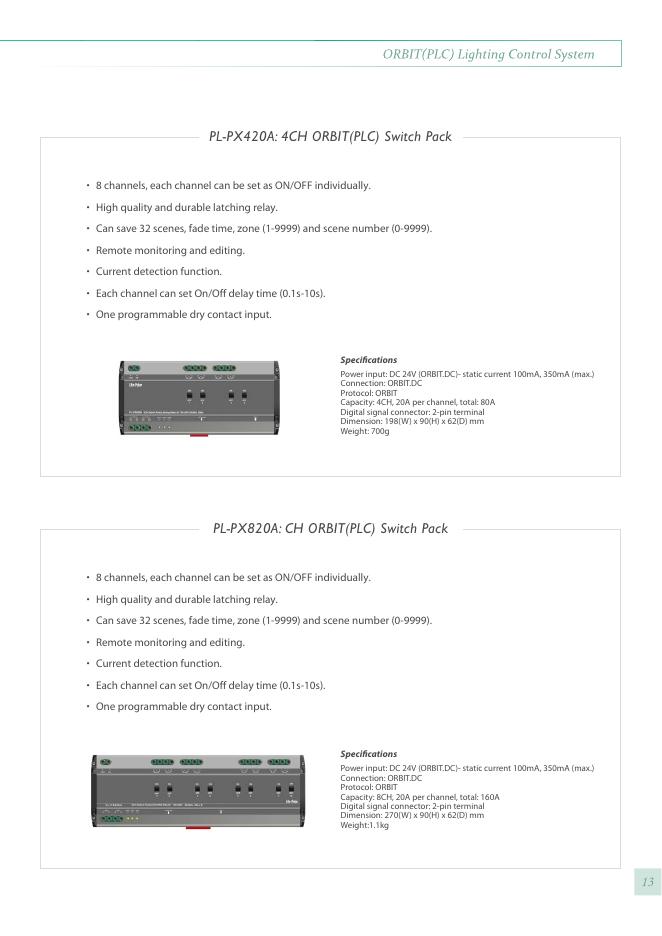 ORBIT(PLC) Lighting Control System
PL-PX420A: 4CH ORBIT(PLC) Switch Pack
• 8 channels, each channel can be set as ON/OFF individually.
• High quality and durable latching relay.
• Can save 32 scenes, fade time, zone (1-9999) and scene number (0-9999).
• Remote monitoring and editing.
• Current detection function.
• Each channel can set On/Off delay time (0.1s-10s).
• One programmable dry contact input.
Specifications
Power input: DC 24V (ORBIT.DC)- static current 100mA, 350mA (max.)
Connection: ORBIT.DC
Protocol: ORBIT
Capacity: 4CH, 20A per channel, total: 80A
Digital signal connector: 2-pin terminal
Dimension: 198(W) x 90(H) x 62(D) mm
Weight: 700g
PL-PX820A: CH ORBIT(PLC) Switch Pack
• 8 channels, each channel can be set as ON/OFF individually.
• High quality and durable latching relay.
• Can save 32 scenes, fade time, zone (1-9999) and scene number (0-9999).
• Remote monitoring and editing.
• Current detection function.
• Each channel can set On/Off delay time (0.1s-10s).
• One programmable dry contact input.
Specifications
Power input: DC 24V (ORBIT.DC)- static current 100mA, 350mA (max.)
Connection: ORBIT.DC
Protocol: ORBIT
Capacity: 8CH, 20A per channel, total: 160A
Digital signal connector: 2-pin terminal
Dimension: 270(W) x 90(H) x 62(D) mm
Weight:1.1kg
13